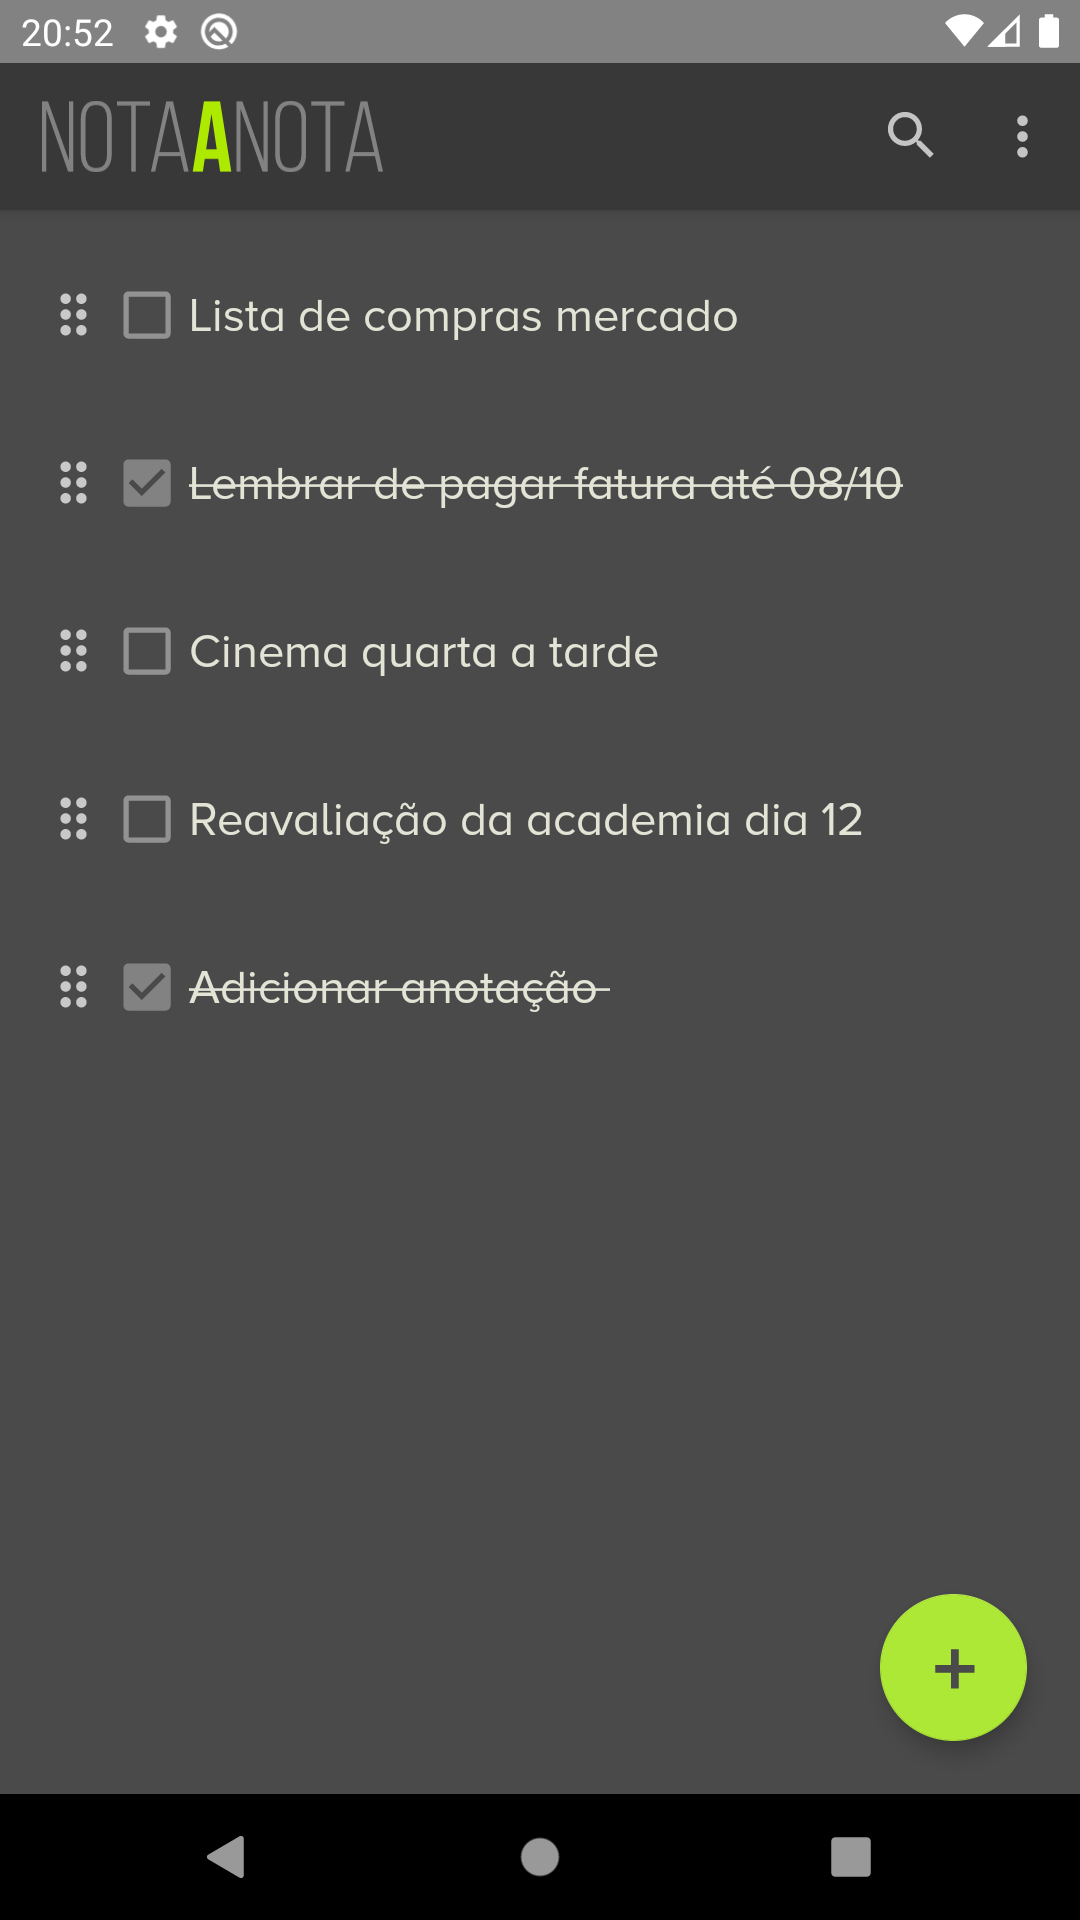 20:52
NOTAANOTA
Lista de compras mercado
Lembrar de pagar fatura até 08/10
Cinema quarta a tarde
Reavaliação da academia dia 12
Adicionar anotação